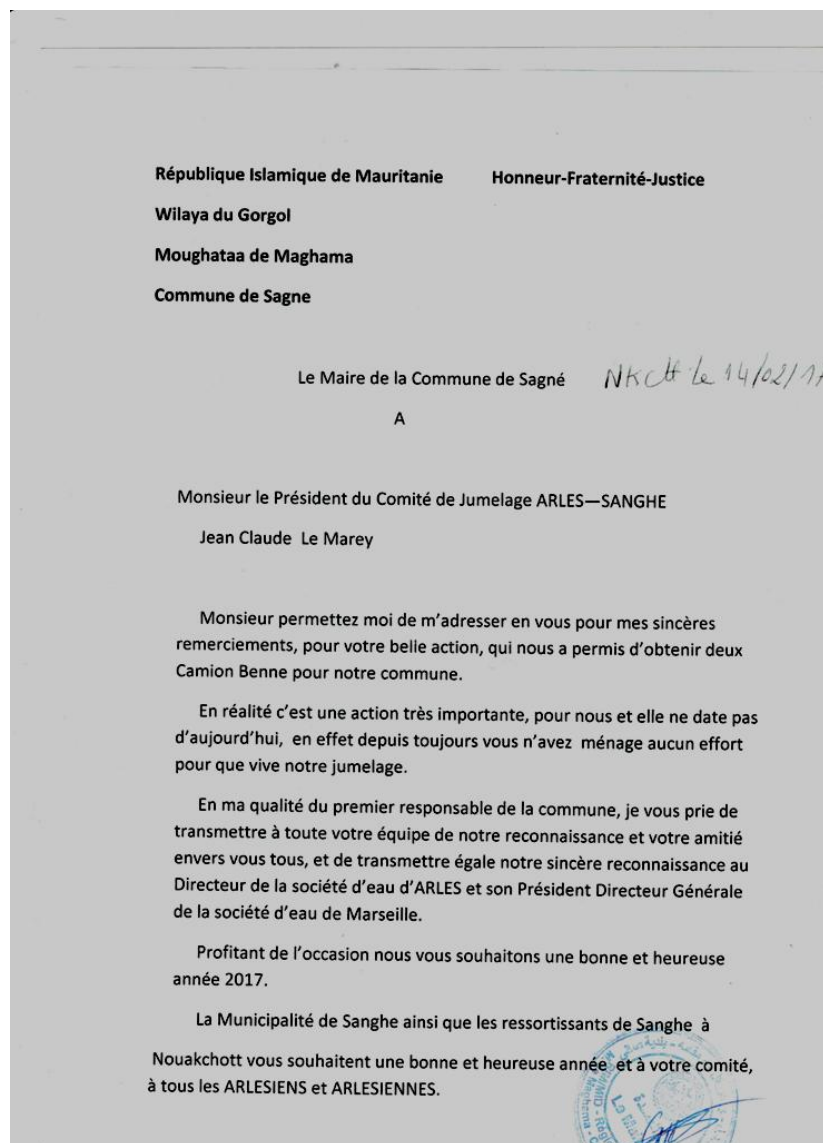 République Islamique de Mauritanie Honneur-Fraternité-Justice
Wilaya du Gorgol
Moughataa de Maghama
Commune de Sagne
Le Maire de la Commune de Sagné NKCH le 14/02/17
A
Monsieur le Président du Comité de Jumelage ARLES—SANGHE
Jean Claude Le Marey
Monsieur permettez moi de m’adresser en vous pour mes sincères
remerciements, pour votre belle action, qui nous a permis d’obtenir deux
Camion Benne pour notre commune.
En réalité c’est une action très importante, pour nous et elle ne date pas
d’aujourd’hui, en effet depuis toujours vous n’avez ménage aucun effort
pour que vive notre jumelage.
En ma qualité du premier responsable de la commune, je vous prie de
transmettre à toute votre équipe de notre reconnaissance et votre amitié
envers vous tous, et de transmettre égale notre sincère reconnaissance au
Directeur de la société d’eau d’ARLES et son Président Directeur Générale
de la société d’eau de Marseille.
Profitant de l’occasion nous vous souhaitons une bonne et heureuse
année 2017.
La Municipalité de Sanghe ainsi que les ressortissants de Sanghe à
Nouakchott vous souhaitent une bonne et heureuse année et à votre comité,
à tous les ARLESIENS et ARLESIENNES.